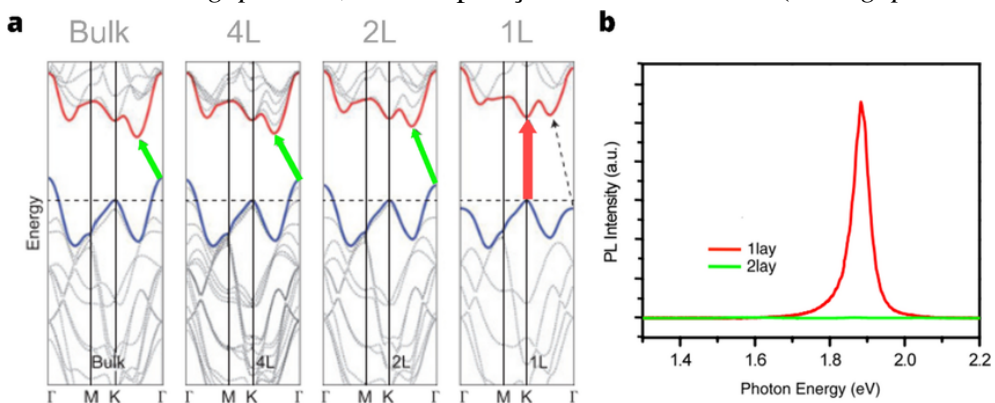 a
b
Bulk 4L 2L 1L
Energy
Bulk 4L 2L 1L
Γ M K Γ Γ M K Γ Γ M K Γ Γ M K Γ
PL Intensity (a.u.)
1lay
2lay
1.4 1.6 1.8 2.0 2.2
Photon Energy (eV)